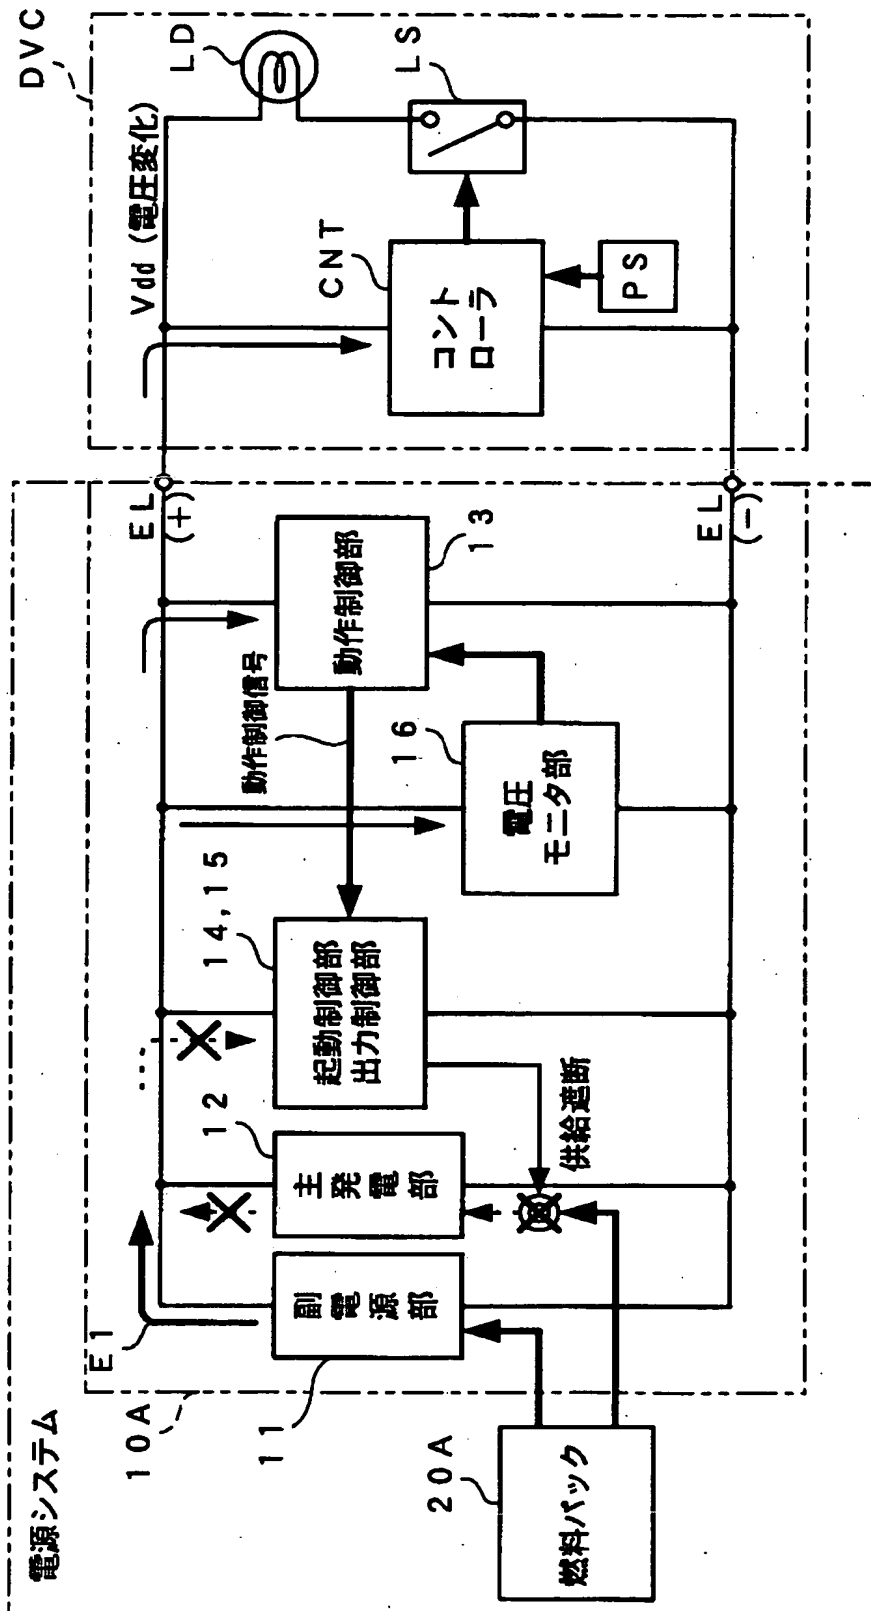 電源システム
10A
E1
11
副電源部
12
主発電部
14,15
起動制御部
出力制御部
供給遮断
動作制御信号
16
電圧
モニタ部
動作制御部
13
EL
(+)
EL
(-)
20A
燃料パック
DVC
Vdd(電圧変化)
LD
LS
CNT
コント
ローラ
PS